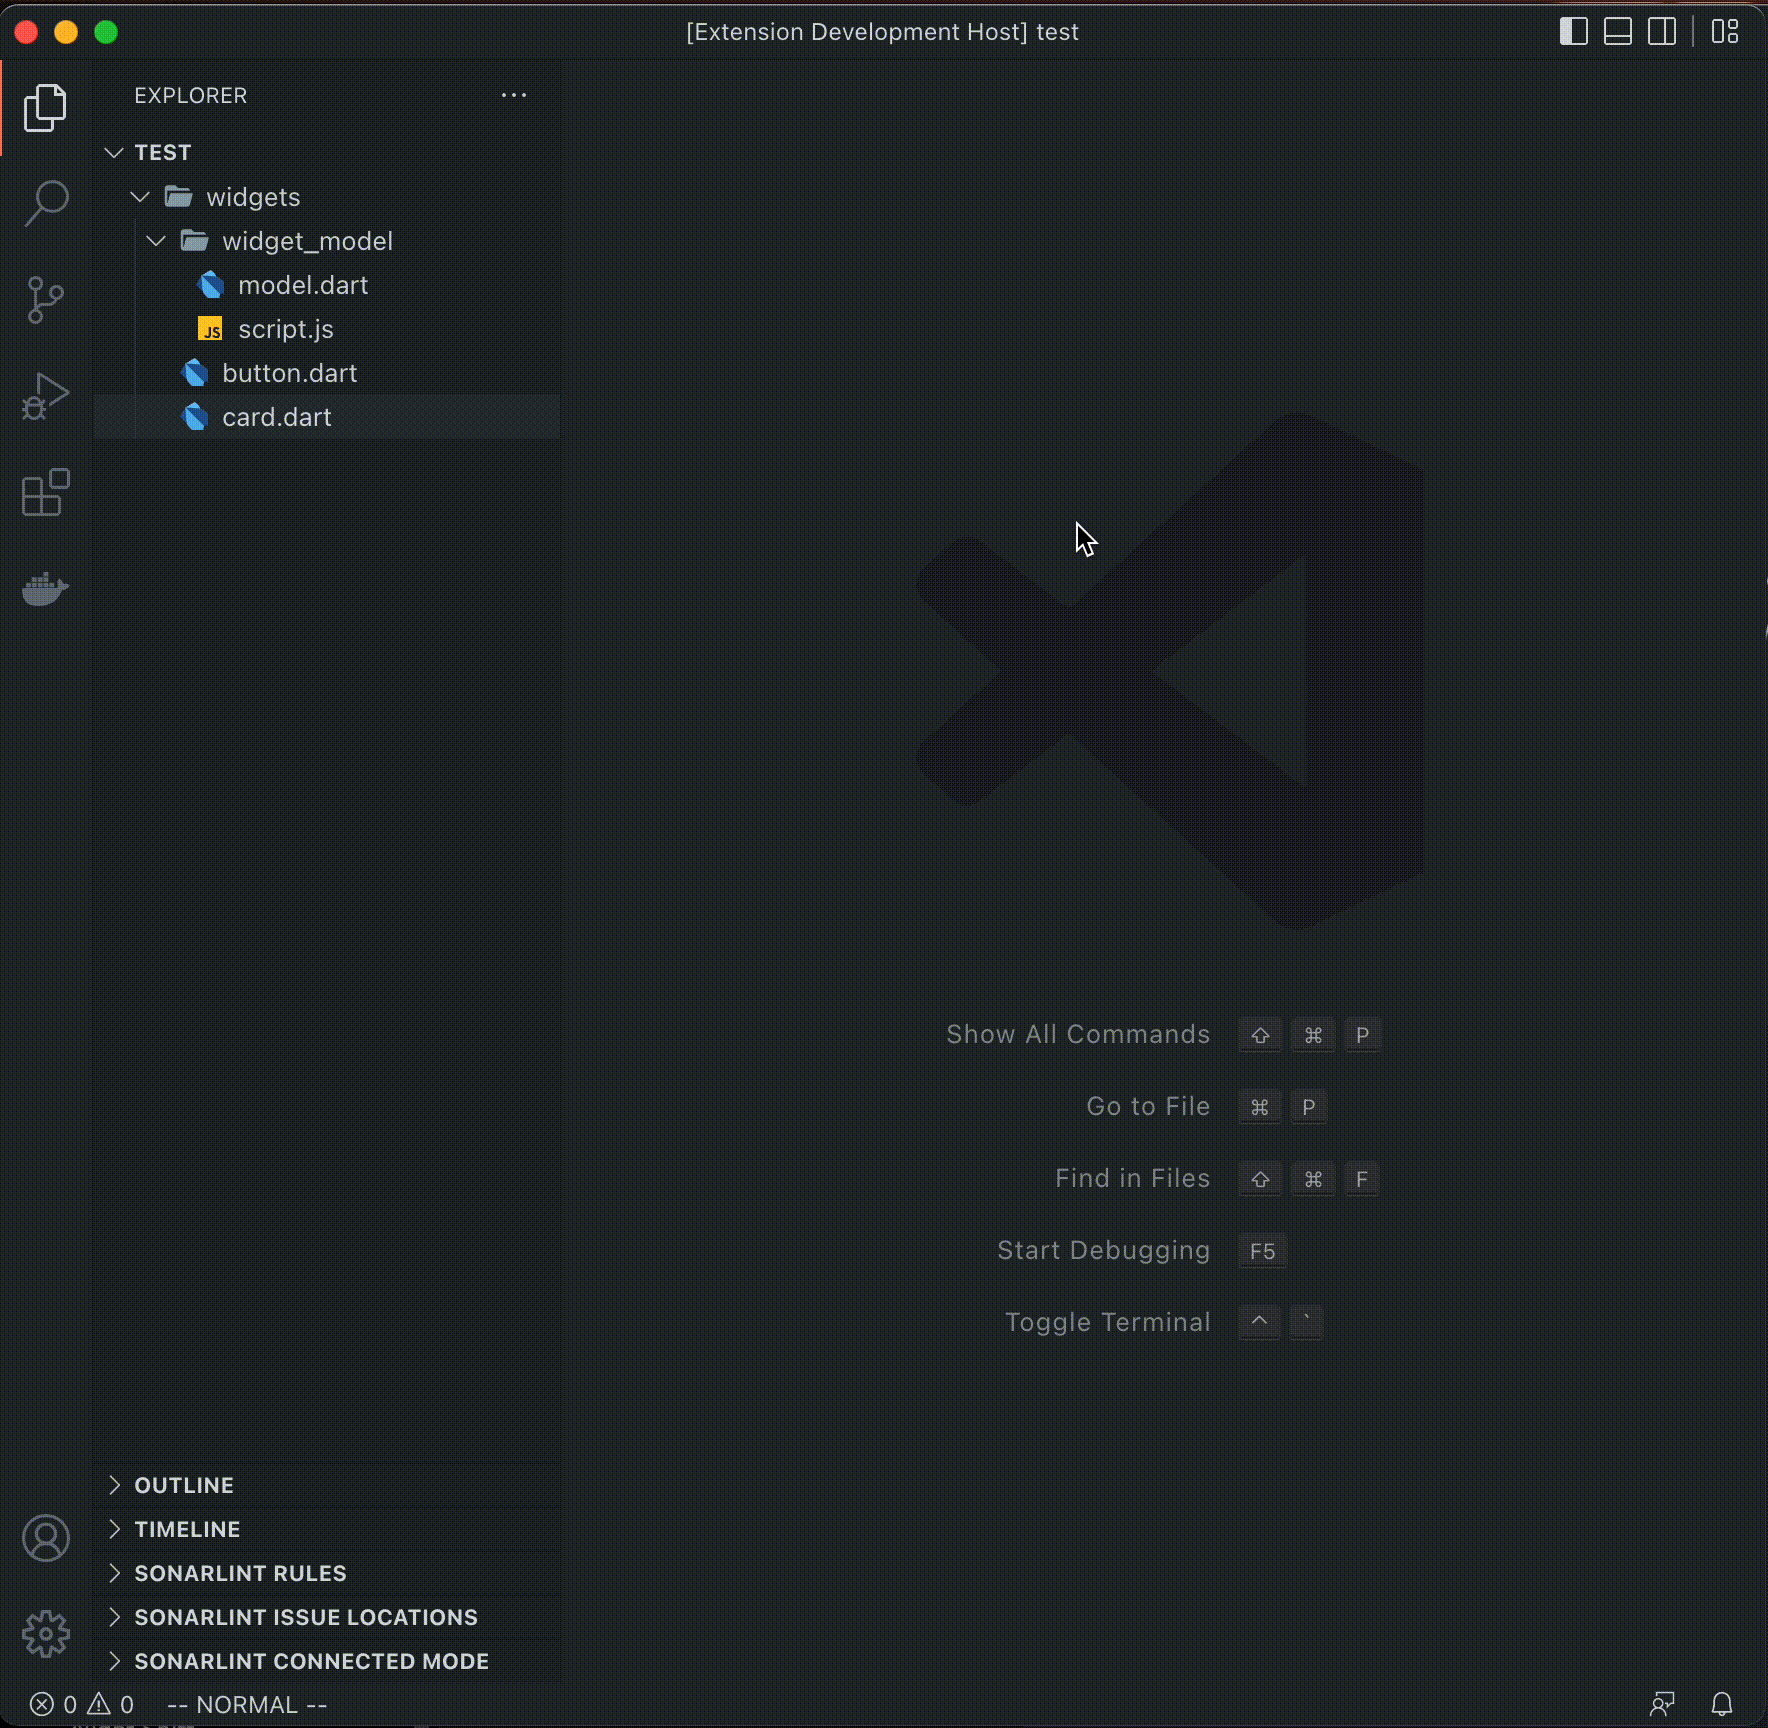 [Extension Development Host] test
EXPLORER
TEST
widgets
widget_model
model.dart
JS script.js
button.dart
card.dart
Show All Commands ⇧ ⌘ P
Go to File ⌘ P
Find in Files ⇧ ⌘ F
Start Debugging F5
Toggle Terminal ^ `
OUTLINE
TIMELINE
SONARLINT RULES
SONARLINT ISSUE LOCATIONS
SONARLINT CONNECTED MODE
0 0 -- NORMAL --